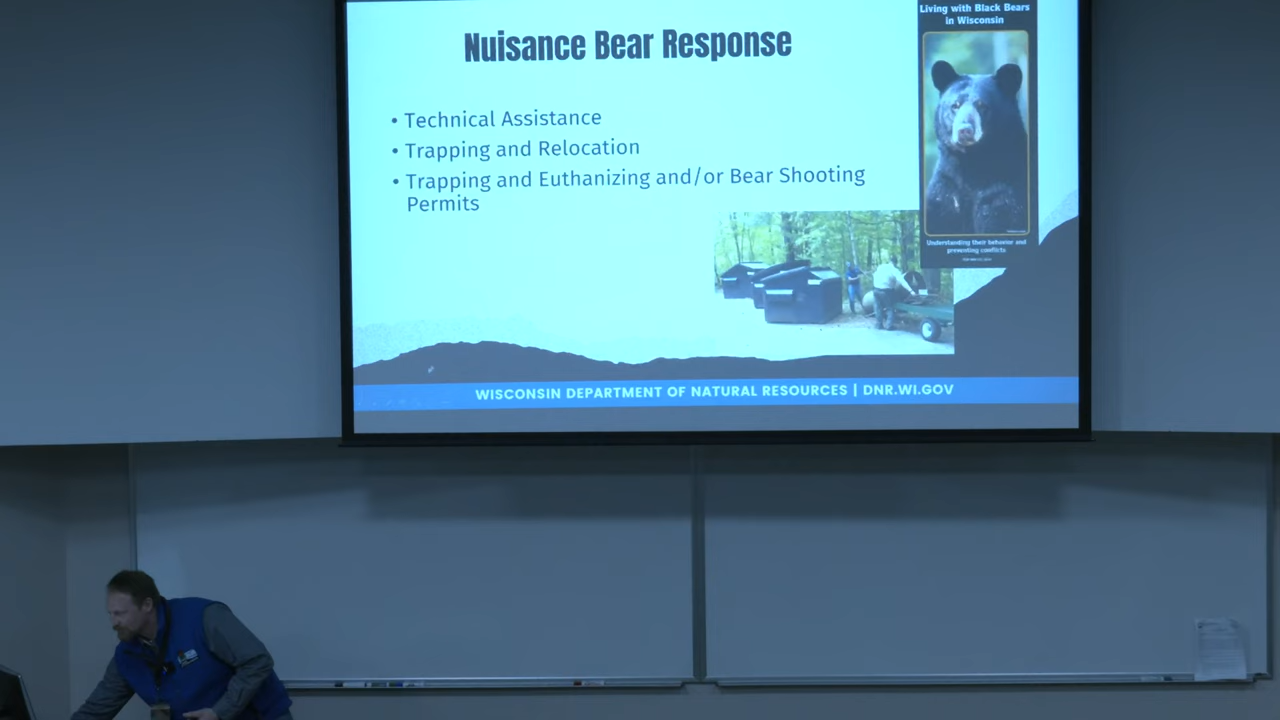 Living with Black Bears
in Wisconsin
Nuisance Bear Response
• Technical Assistance
• Trapping and Relocation
• Trapping and Euthanizing and/or Bear Shooting
Permits
Understanding their behavior and
preventing conflicts
WISCONSIN DEPARTMENT OF NATURAL RESOURCES | DNR.WI.GOV